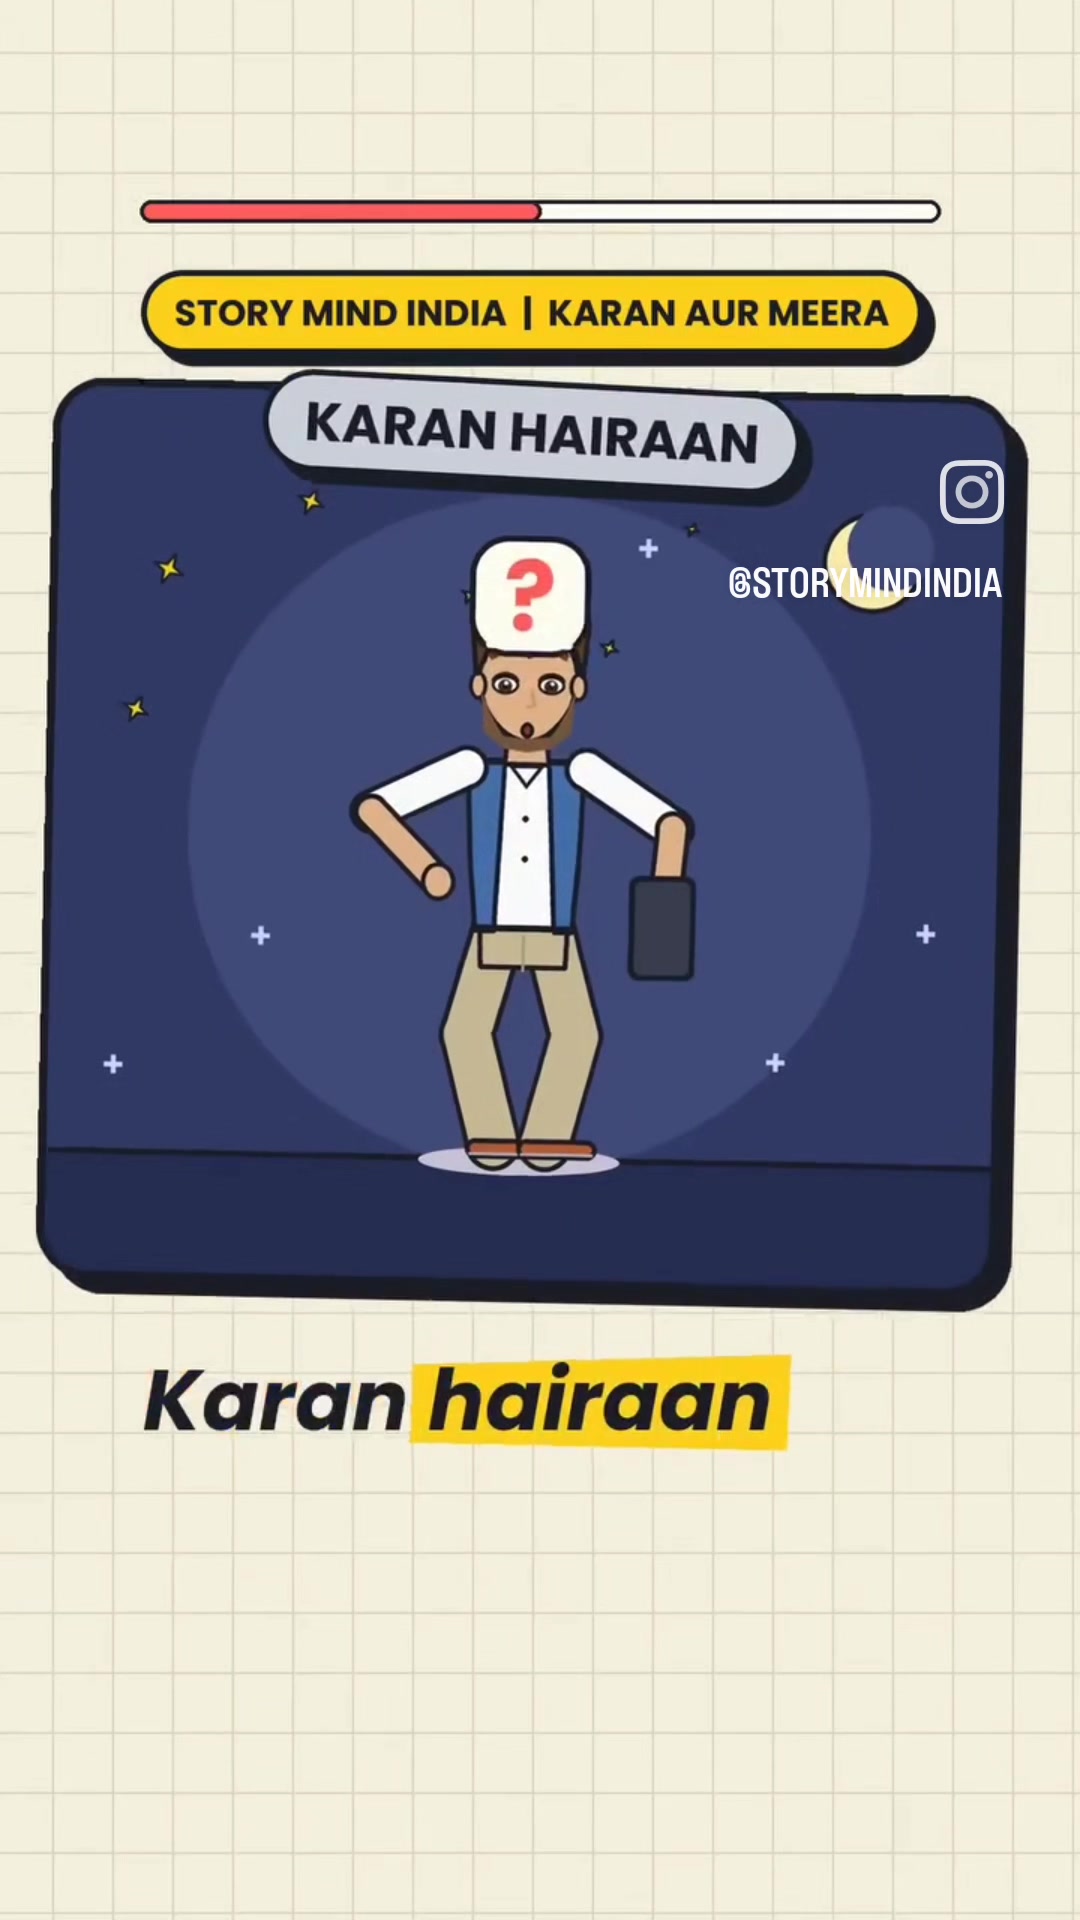 STORY MIND INDIA | KARAN AUR MEERA
KARAN HAIRAAN
@STORYMINDINDIA
?
Karan hairaan